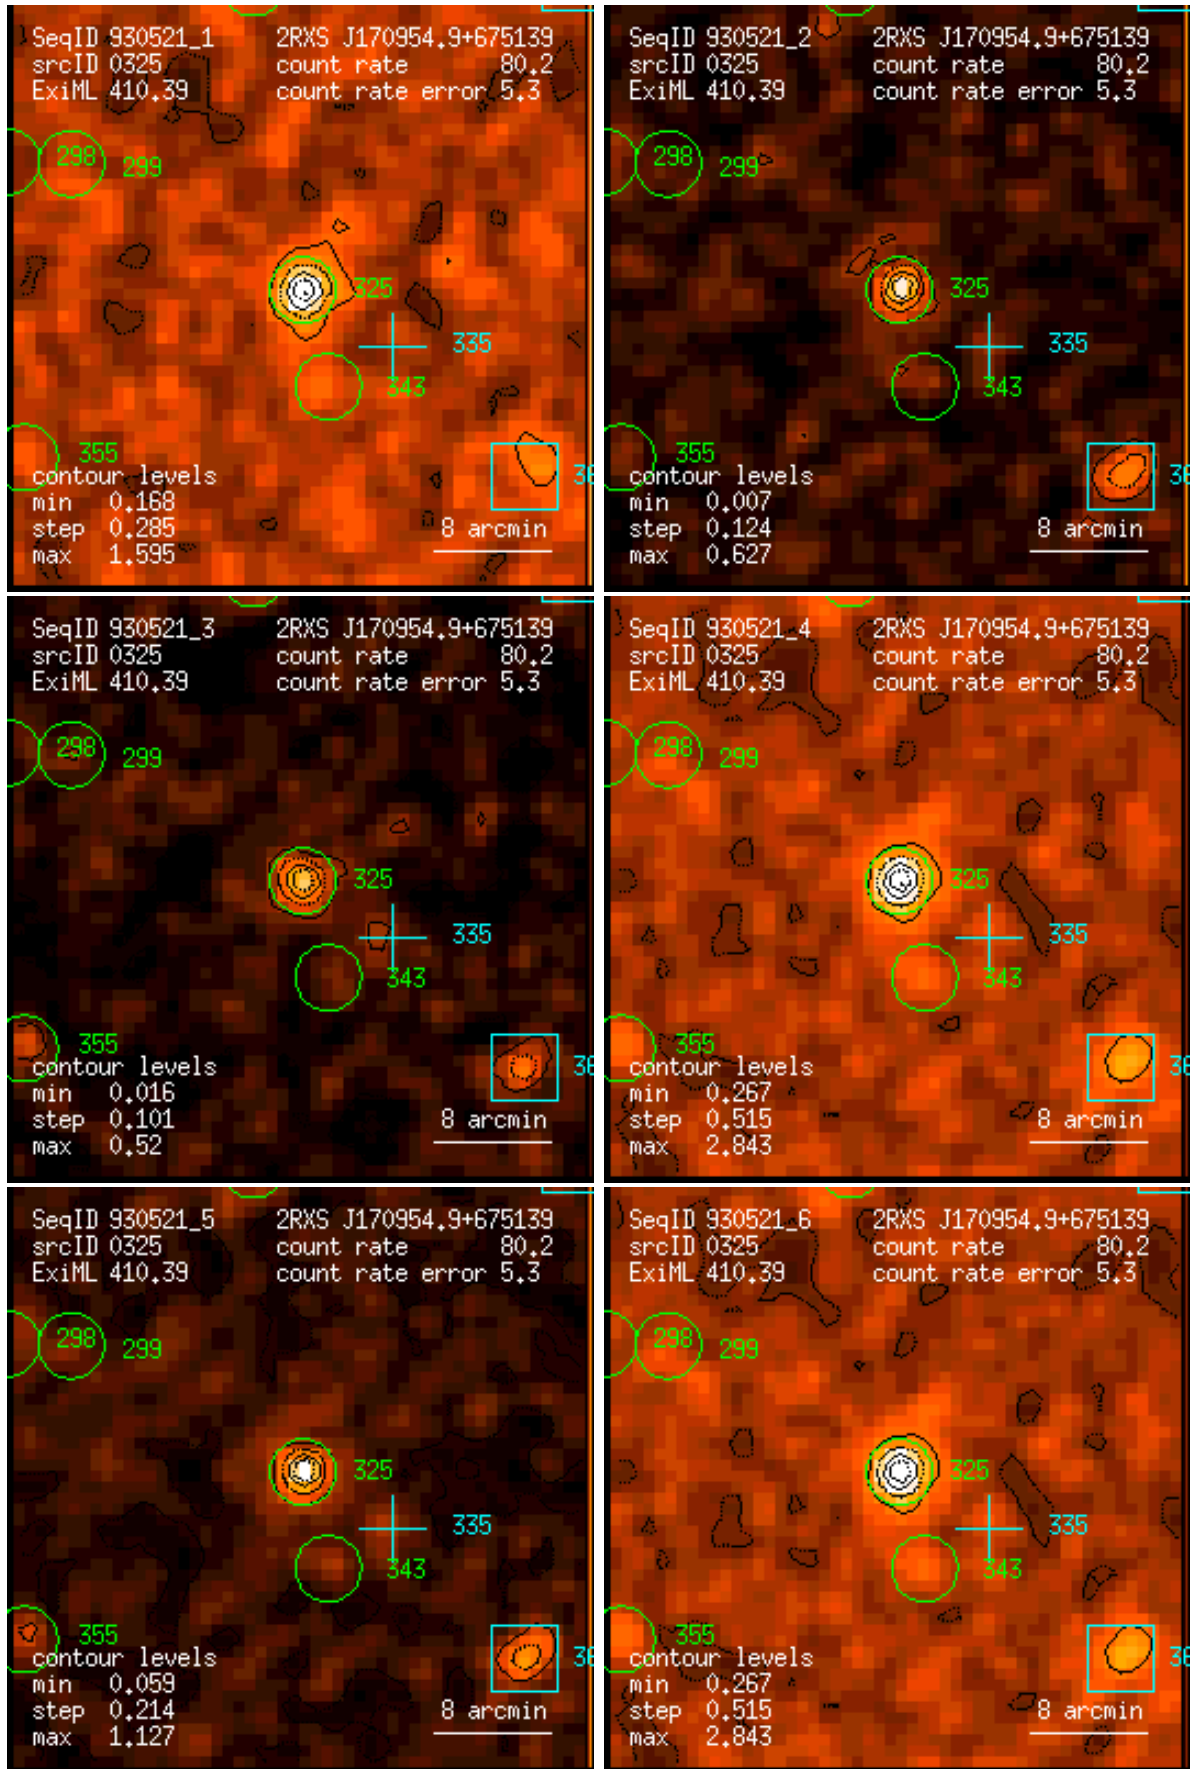 SeqID 930521_1 2RXS J170954.9+675139
srcID 0325 count rate 80.2
ExiML 410.39 count rate error 5.3
298 299
325
335
343
355
contour levels
36
min 0.168
step 0.285 8 arcmin
max 1.595
SeqID 930521_2 2RXS J170954.9+675139
srcID 0325 count rate 80.2
ExiML 410.39 count rate error 5.3
298 299
325
335
343
355
contour levels
36
min 0.007
step 0.124 8 arcmin
max 0.627
SeqID 930521_3 2RXS J170954.9+675139
srcID 0325 count rate 80.2
ExiML 410.39 count rate error 5.3
298 299
325
335
343
355
contour levels
36
min 0.016
step 0.101 8 arcmin
max 0.52
SeqID 930521_4 2RXS J170954.9+675139
srcID 0325 count rate 80.2
ExiML 410.39 count rate error 5.3
298 299
325
335
343
355
contour levels
36
min 0.267
step 0.515 8 arcmin
max 2.843
SeqID 930521_5 2RXS J170954.9+675139
srcID 0325 count rate 80.2
ExiML 410.39 count rate error 5.3
298 299
325
335
343
355
contour levels
36
min 0.059
step 0.214 8 arcmin
max 1.127
SeqID 930521_6 2RXS J170954.9+675139
srcID 0325 count rate 80.2
ExiML 410.39 count rate error 5.3
298 299
325
335
343
355
contour levels
36
min 0.267
step 0.515 8 arcmin
max 2.843